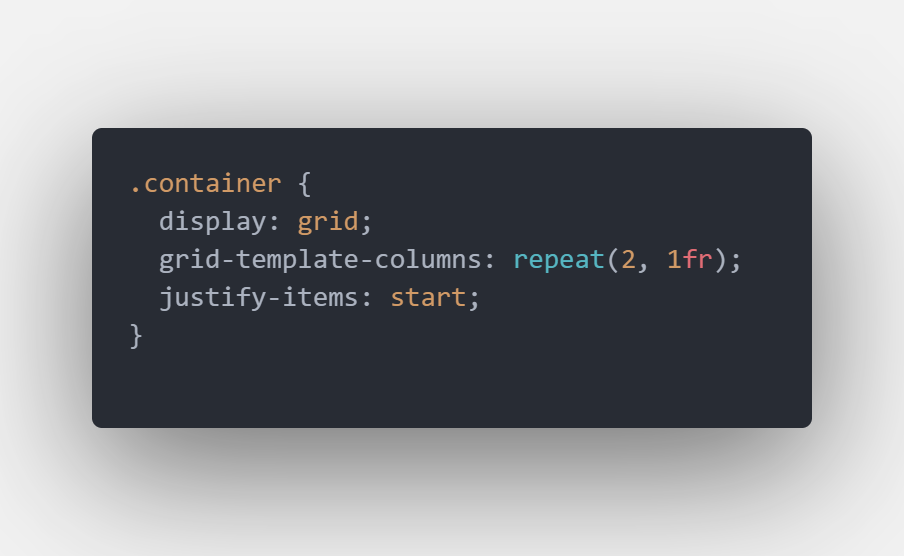 .container {
  display: grid;
  grid-template-columns: repeat(2, 1fr);
  justify-items: start;
}